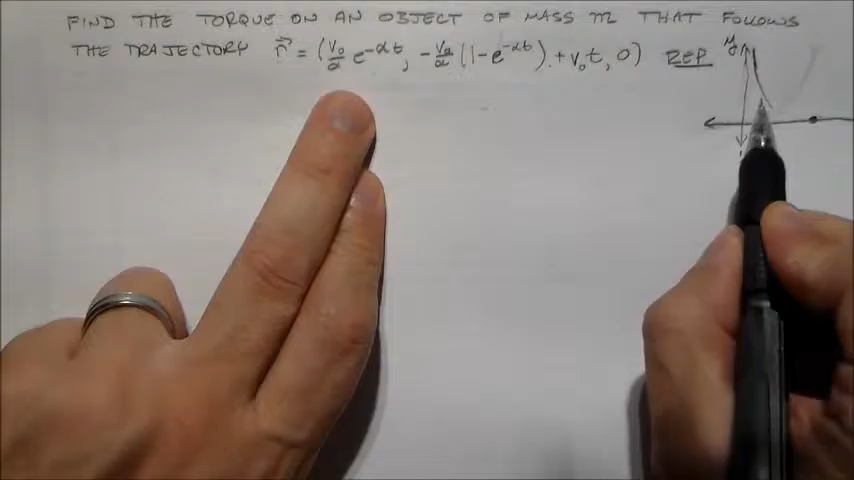 FIND THE TORQUE ON AN OBJECT OF MASS m THAT FOLLOWS
THE TRAJECTORY r⃗ = (v₀/α e^-αt, -v₀/α (1-e^-αt) + v₀t, 0) REP